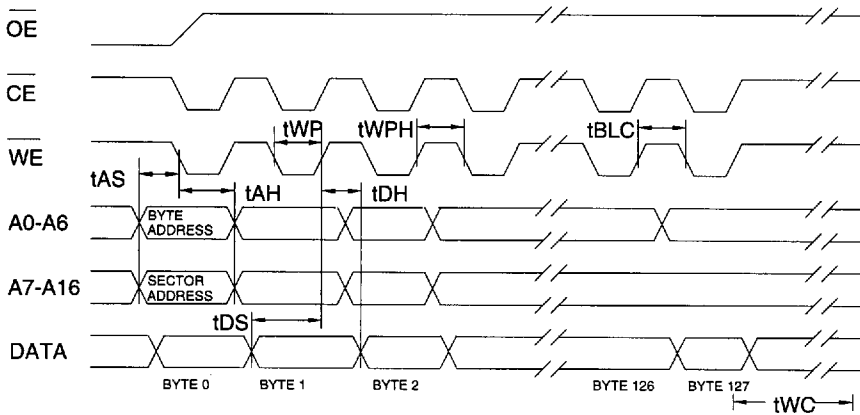 OE
CE
tWP
tWPH
tBLC
WE
tAS
tAH
tDH
A0-A6
BYTE
ADDRESS
A7-A16
SECTOR
ADDRESS
tDS
DATA
BYTE 0
BYTE 1
BYTE 2
BYTE 126
BYTE 127
tWC